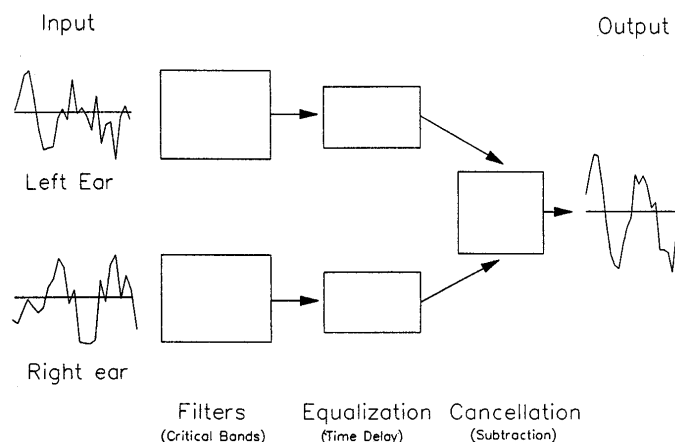 Input
Output
Left Ear
Right ear
Filters
(Critical Bands)
Equalization
(Time Delay)
Cancellation
(Subtraction)